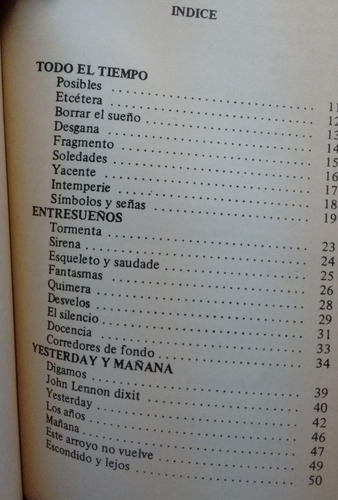 INDICE
TODO EL TIEMPO
Posibles . . . . . . . . . . . . . . . . . . . . 11
Etcétera . . . . . . . . . . . . . . . . . . . . 12
Borrar el sueño . . . . . . . . . . . . . . . . 13
Desgana . . . . . . . . . . . . . . . . . . . . 14
Fragmento . . . . . . . . . . . . . . . . . . . 15
Soledades . . . . . . . . . . . . . . . . . . . 16
Yacente . . . . . . . . . . . . . . . . . . . . 17
Intemperie . . . . . . . . . . . . . . . . . . 18
Símbolos y señas . . . . . . . . . . . . . . . 19
ENTRESUEÑOS
Tormenta . . . . . . . . . . . . . . . . . . . 23
Sirena . . . . . . . . . . . . . . . . . . . . 24
Esqueleto y saudade . . . . . . . . . . . . . 25
Fantasmas . . . . . . . . . . . . . . . . . . 26
Quimera . . . . . . . . . . . . . . . . . . . 28
Desvelos . . . . . . . . . . . . . . . . . . . 29
El silencio . . . . . . . . . . . . . . . . . . 31
Docencia . . . . . . . . . . . . . . . . . . . 33
Corredores de fondo . . . . . . . . . . . . . 34
YESTERDAY Y MAÑANA
Digamos . . . . . . . . . . . . . . . . . . . 39
John Lennon dixit . . . . . . . . . . . . . . 40
Yesterday . . . . . . . . . . . . . . . . . . 42
Los años . . . . . . . . . . . . . . . . . . . 46
Mañana . . . . . . . . . . . . . . . . . . . . 47
Este arroyo no vuelve . . . . . . . . . . . . 49
Escondido y lejos . . . . . . . . . . . . . . 50